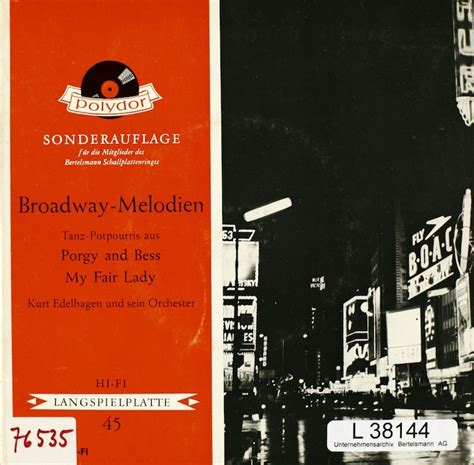 Polydor
SONDERAUFLAGE
für die Mitglieder des
Bertelsmann Schallplattenringes
Broadway-Melodien
Tanz-Potpourris aus
Porgy and Bess
My Fair Lady
Kurt Edelhagen und sein Orchester
HI-FI
LANGSPIELPLATTE
45
76535
-FI
FLY
B·O·A·C
L 38144
Unternehmensarchiv Bertelsmann AG